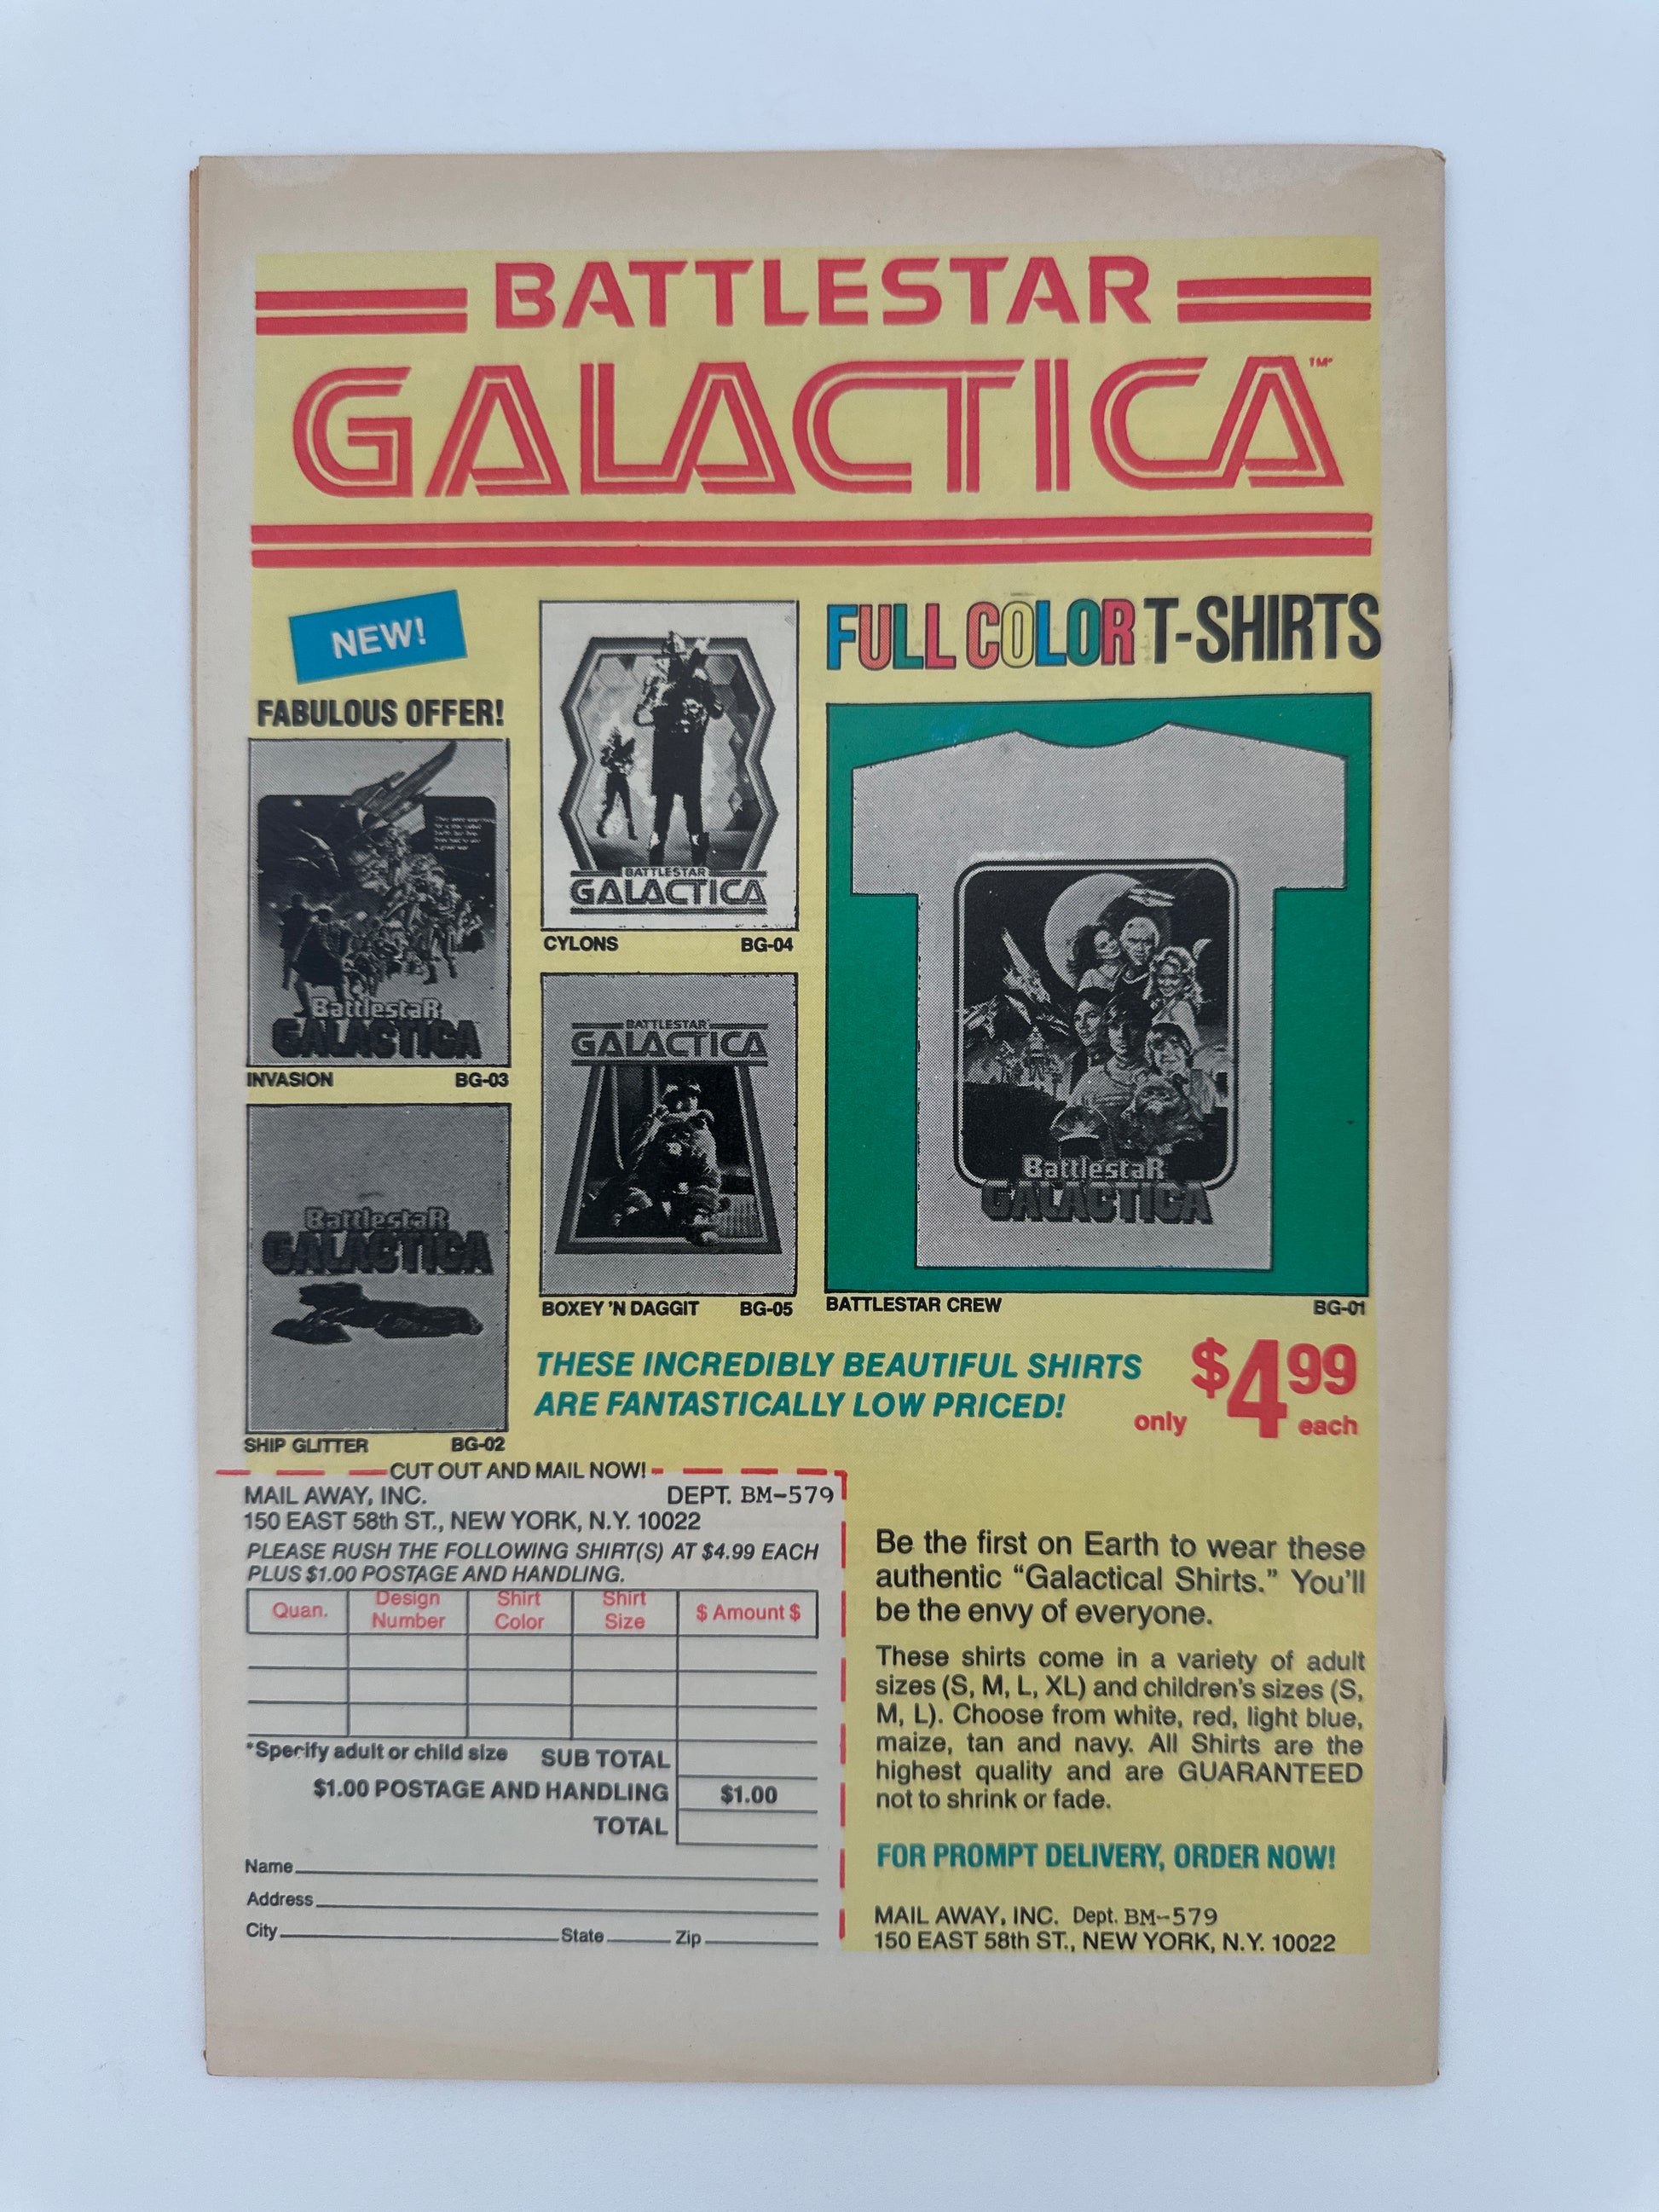 BATTLESTAR
GALACTICA™
NEW!
FABULOUS OFFER!
FULL COLOR T-SHIRTS
BattlestaR
GALACTICA
INVASION BG-03
BATTLESTAR
GALACTICA
CYLONS BG-04
BattlestaR
GALACTICA
SHIP GLITTER BG-02
BATTLESTAR
GALACTICA
BOXEY 'N DAGGIT BG-05
BattlestaR
GALACTICA
BATTLESTAR CREW BG-01
THESE INCREDIBLY BEAUTIFUL SHIRTS
ARE FANTASTICALLY LOW PRICED!
only $4.99 each
CUT OUT AND MAIL NOW!
MAIL AWAY, INC. DEPT. BM-579
150 EAST 58th ST., NEW YORK, N.Y. 10022
PLEASE RUSH THE FOLLOWING SHIRT(S) AT $4.99 EACH
PLUS $1.00 POSTAGE AND HANDLING.
Quan. Design Number Shirt Color Shirt Size $ Amount $
*Specify adult or child size SUB TOTAL
$1.00 POSTAGE AND HANDLING $1.00
TOTAL
Name
Address
City State Zip
Be the first on Earth to wear these
authentic “Galactical Shirts.” You'll
be the envy of everyone.
These shirts come in a variety of adult
sizes (S, M, L, XL) and children's sizes (S,
M, L). Choose from white, red, light blue,
maize, tan and navy. All Shirts are the
highest quality and are GUARANTEED
not to shrink or fade.
FOR PROMPT DELIVERY, ORDER NOW!
MAIL AWAY, INC. Dept. BM-579
150 EAST 58th ST., NEW YORK, N.Y. 10022